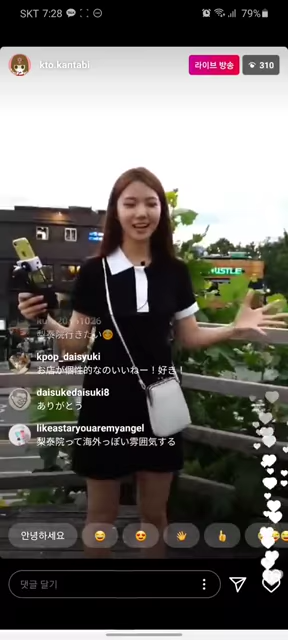 SKT 7:28
79%
kto.kantabi
라이브 방송
310
梨泰院行きたい😊
kpop_daisyuki
お店が個性的なのいいねー！好き！
daisukedaisuki8
ありがとう
likeastaryouaremyangel
梨泰院って海外っぽい雰囲気する
안녕하세요 😂 😍 👋 👍
댓글 달기